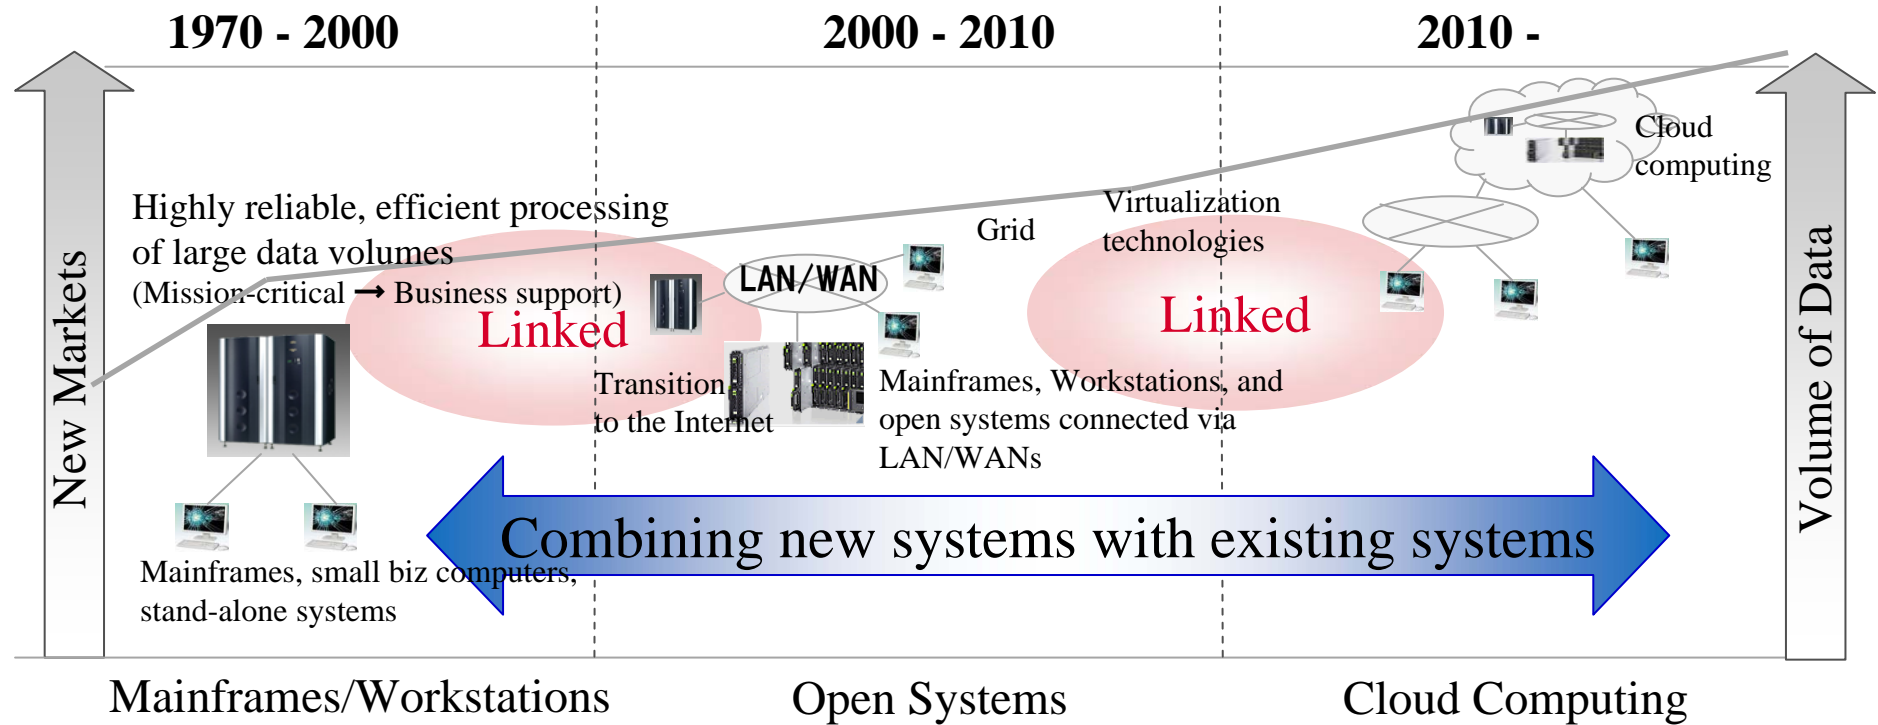 1970 - 2000
2000 - 2010
2010 -
New Markets
Volume of Data
Highly reliable, efficient processing
of large data volumes
(Mission-critical → Business support)
Linked
Mainframes, small biz computers,
stand-alone systems
LAN/WAN
Transition
to the Internet
Grid
Mainframes, Workstations, and
open systems connected via
LAN/WANs
Virtualization
technologies
Linked
Cloud
computing
Combining new systems with existing systems
Mainframes/Workstations
Open Systems
Cloud Computing